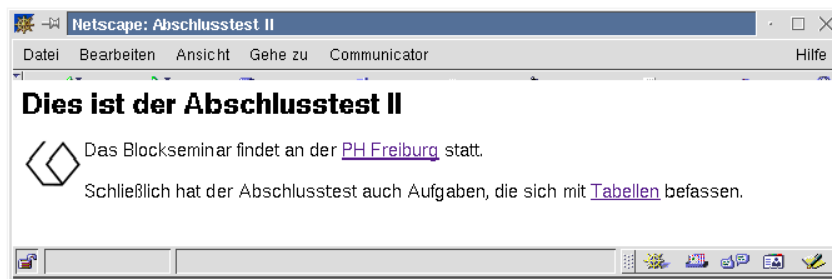 Netscape: Abschlusstest II
Datei Bearbeiten Ansicht Gehe zu Communicator Hilfe
Dies ist der Abschlusstest II
Das Blockseminar findet an der PH Freiburg statt.
Schließlich hat der Abschlusstest auch Aufgaben, die sich mit Tabellen befassen.